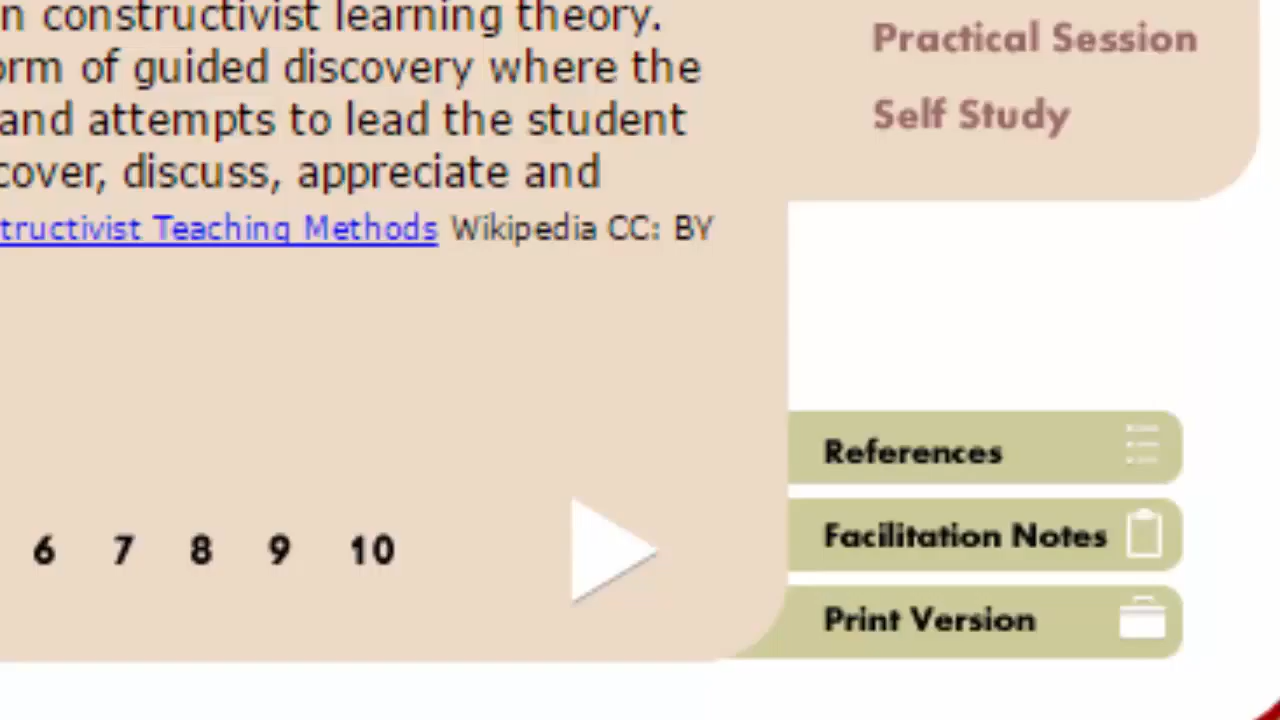 n constructivist learning theory.
orm of guided discovery where the
and attempts to lead the student
cover, discuss, appreciate and
tructivist Teaching Methods Wikipedia CC: BY
6 7 8 9 10
Practical Session
Self Study
References
Facilitation Notes
Print Version